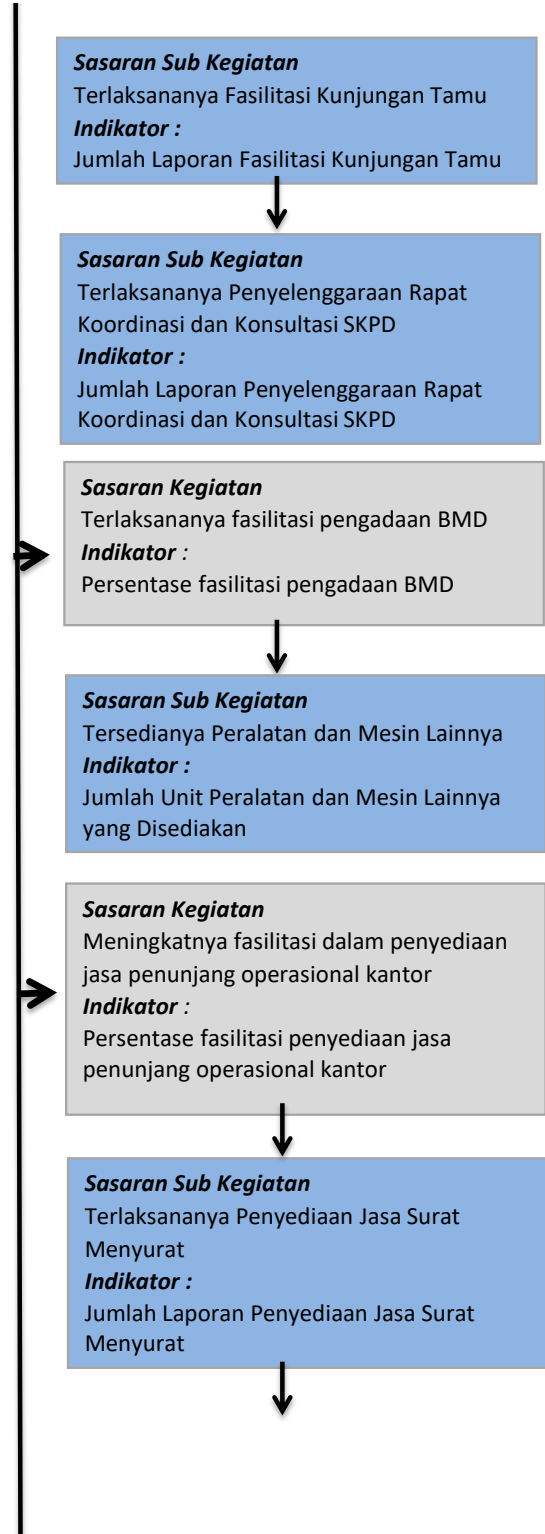 Sasaran Sub Kegiatan
Terlaksananya Fasilitasi Kunjungan Tamu
Indikator :
Jumlah Laporan Fasilitasi Kunjungan Tamu
Sasaran Sub Kegiatan
Terlaksananya Penyelenggaraan Rapat
Koordinasi dan Konsultasi SKPD
Indikator :
Jumlah Laporan Penyelenggaraan Rapat
Koordinasi dan Konsultasi SKPD
Sasaran Kegiatan
Terlaksananya fasilitasi pengadaan BMD
Indikator :
Persentase fasilitasi pengadaan BMD
Sasaran Sub Kegiatan
Tersedianya Peralatan dan Mesin Lainnya
Indikator :
Jumlah Unit Peralatan dan Mesin Lainnya
yang Disediakan
Sasaran Kegiatan
Meningkatnya fasilitasi dalam penyediaan
jasa penunjang operasional kantor
Indikator :
Persentase fasilitasi penyediaan jasa
penunjang operasional kantor
Sasaran Sub Kegiatan
Terlaksananya Penyediaan Jasa Surat
Menyurat
Indikator :
Jumlah Laporan Penyediaan Jasa Surat
Menyurat